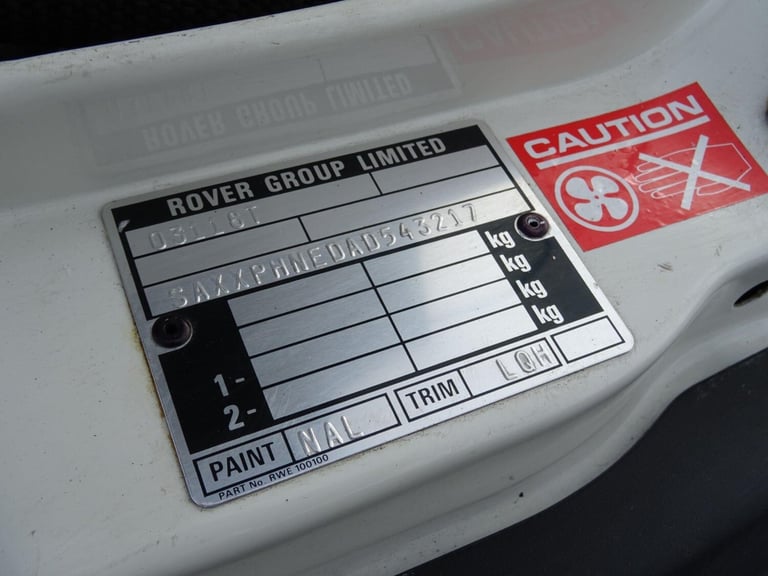 ROVER GROUP LIMITED
03L18T
SAXXPHNEDAD543217
kg
kg
kg
1- kg
2-
PAINT NAL TRIM LQH
PART No. RWE 100100
CAUTION